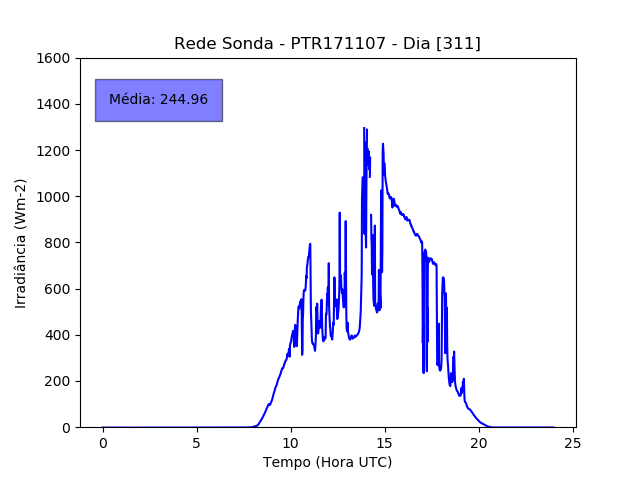 Rede Sonda - PTR171107 - Dia [311]
1600
1400
1200
1000
800
600
400
200
0
Média: 244.96
Irradiância (Wm-2)
0 5 10 15 20 25
Tempo (Hora UTC)